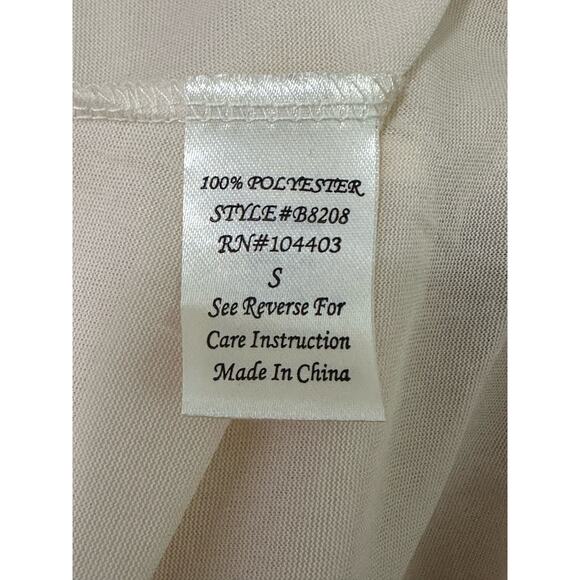 100% POLYESTER
STYLE#B8208
RN#104403
S
See Reverse For
Care Instruction
Made In China